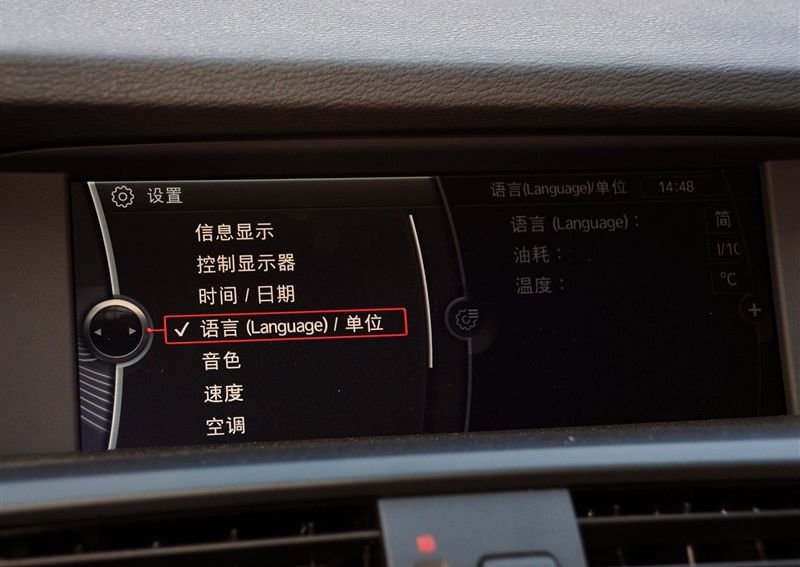 设置
信息显示
控制显示器
时间 / 日期
语言 (Language) / 单位
音色
速度
空调
语言(Language)/单位 14:48
语言 (Language)： 简
油耗： l/10
温度： °C